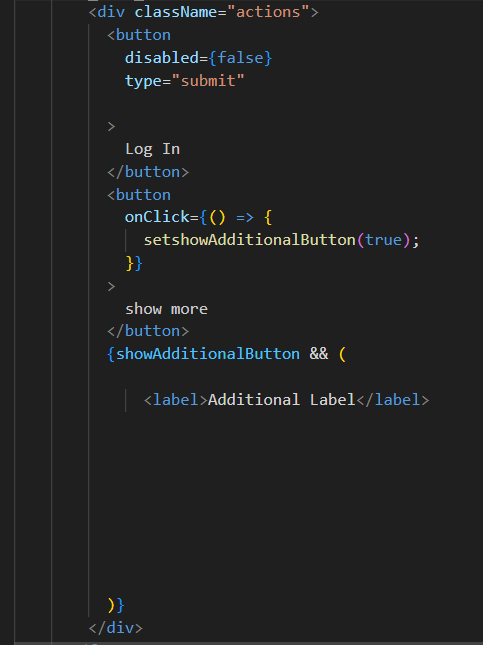 <div className="actions">
<button
disabled={false}
type="submit"
>
Log In
</button>
<button
onClick={() => {
setshowAdditionalButton(true);
}}
>
show more
</button>
{showAdditionalButton && (
<label>Additional Label</label>
)}
</div>